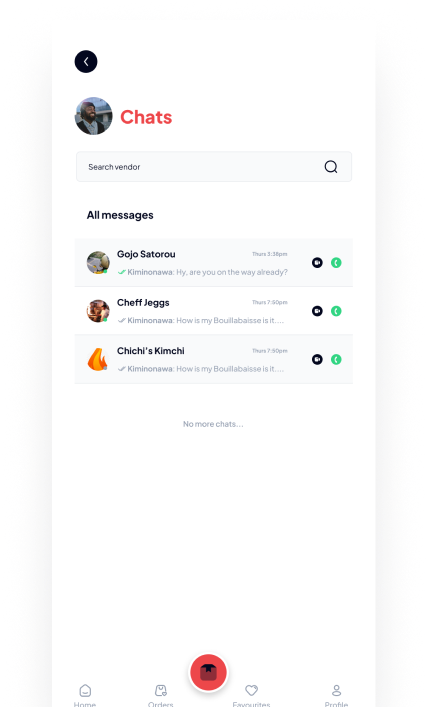 Chats
Search vendor
All messages
Gojo Satorou
Thurs 5:36pm
Kiminonawa: Hy, are you on the way already?
Cheff Jeggs
Thurs 7:50pm
Kiminonawa: How is my Bouillabaisse is it....
Chichi's Kimchi
Thurs 7:50pm
Kiminonawa: How is my Bouillabaisse is it....
No more chats...
Home
Orders
Favourites
Profile